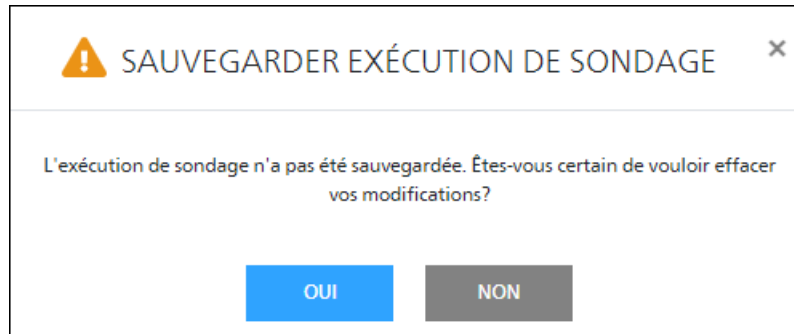 SAUVEGARDER EXÉCUTION DE SONDAGE
L'exécution de sondage n'a pas été sauvegardée. Êtes-vous certain de vouloir effacer
vos modifications?
OUI NON